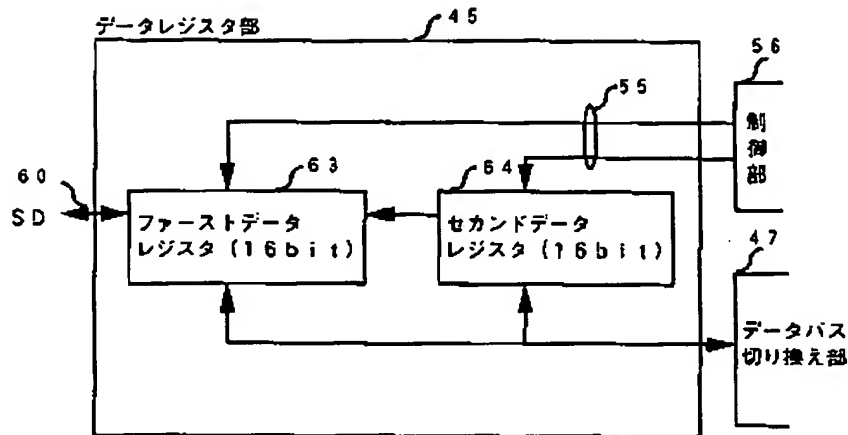 データレジスタ部
45
56
55
制
御
部
60
SD
63
ファーストデータ
レジスタ(16bit)
64
セカンドデータ
レジスタ(16bit)
47
データバス
切り換え部